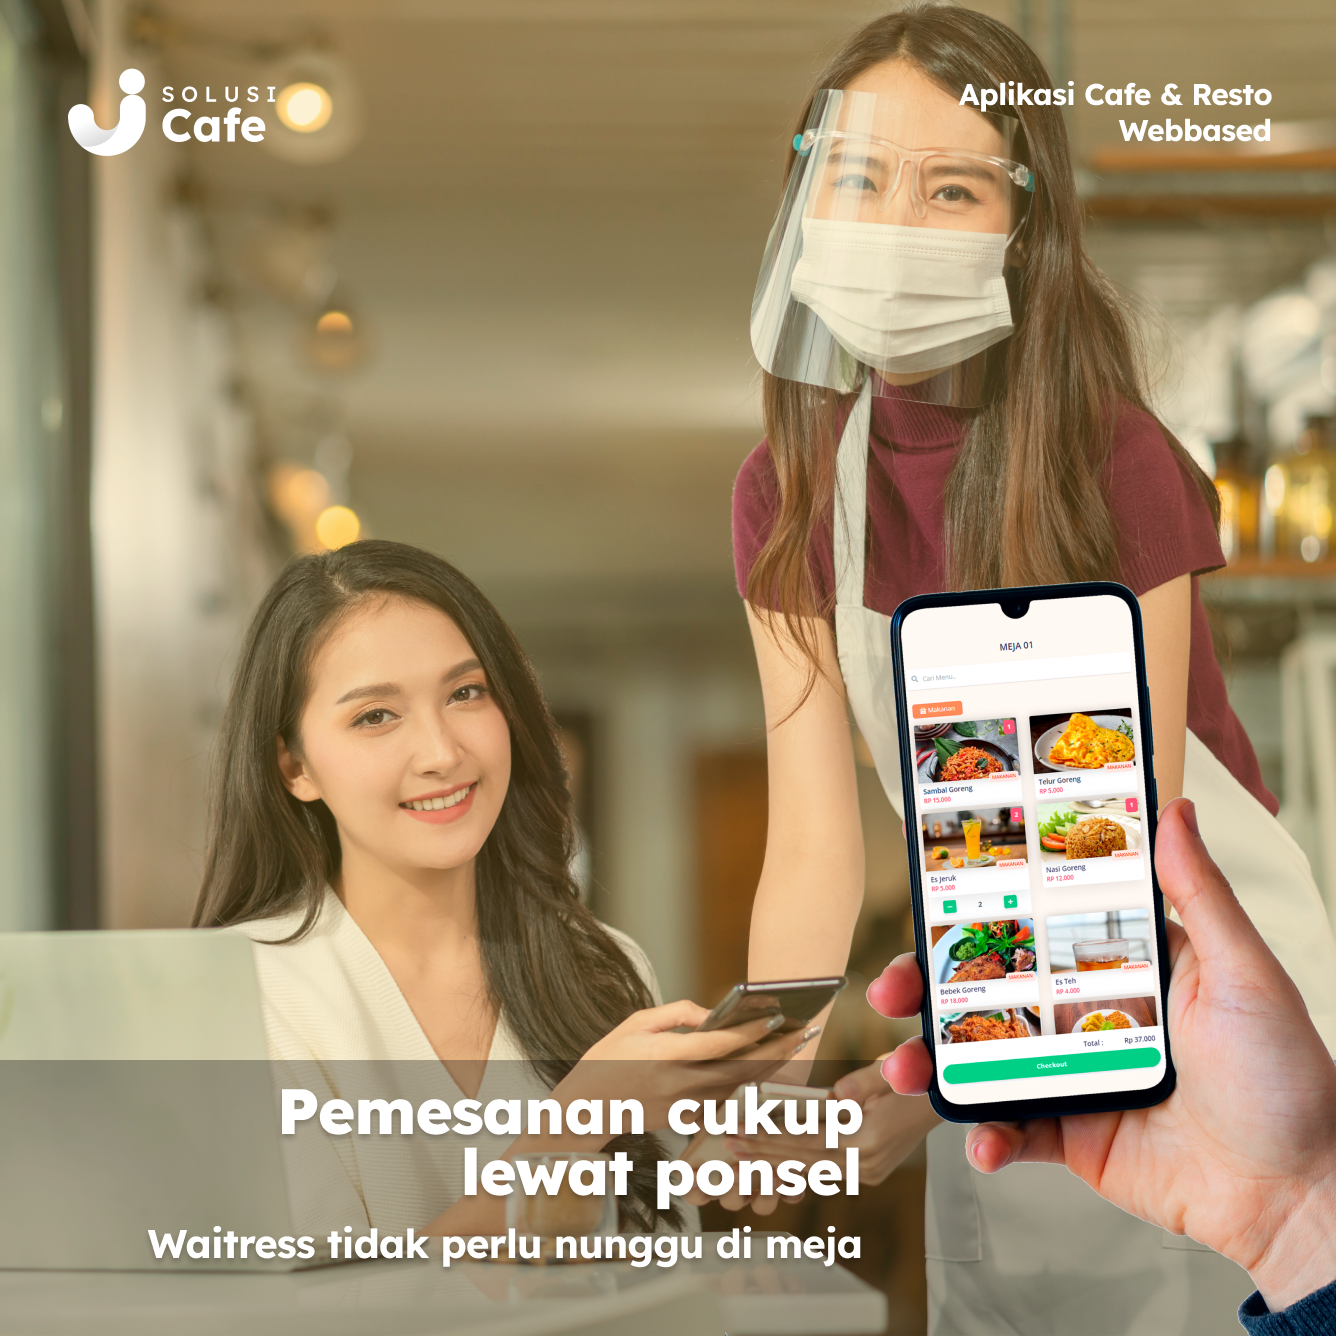 SOLUSI
Cafe
Aplikasi Cafe & Resto
Webbased
MEJA 01
Cari Menu..
Makanan
1
MAKANAN
Sambal Goreng
RP 15.000
MAKANAN
Telur Goreng
RP 5.000
2
MAKANAN
Es Jeruk
RP 5.000
- 2 +
1
MAKANAN
Nasi Goreng
RP 12.000
MAKANAN
Bebek Goreng
RP 18.000
MAKANAN
Es Teh
RP 4.000
Total : Rp 37.000
Checkout
Pemesanan cukup
lewat ponsel
Waitress tidak perlu nunggu di meja